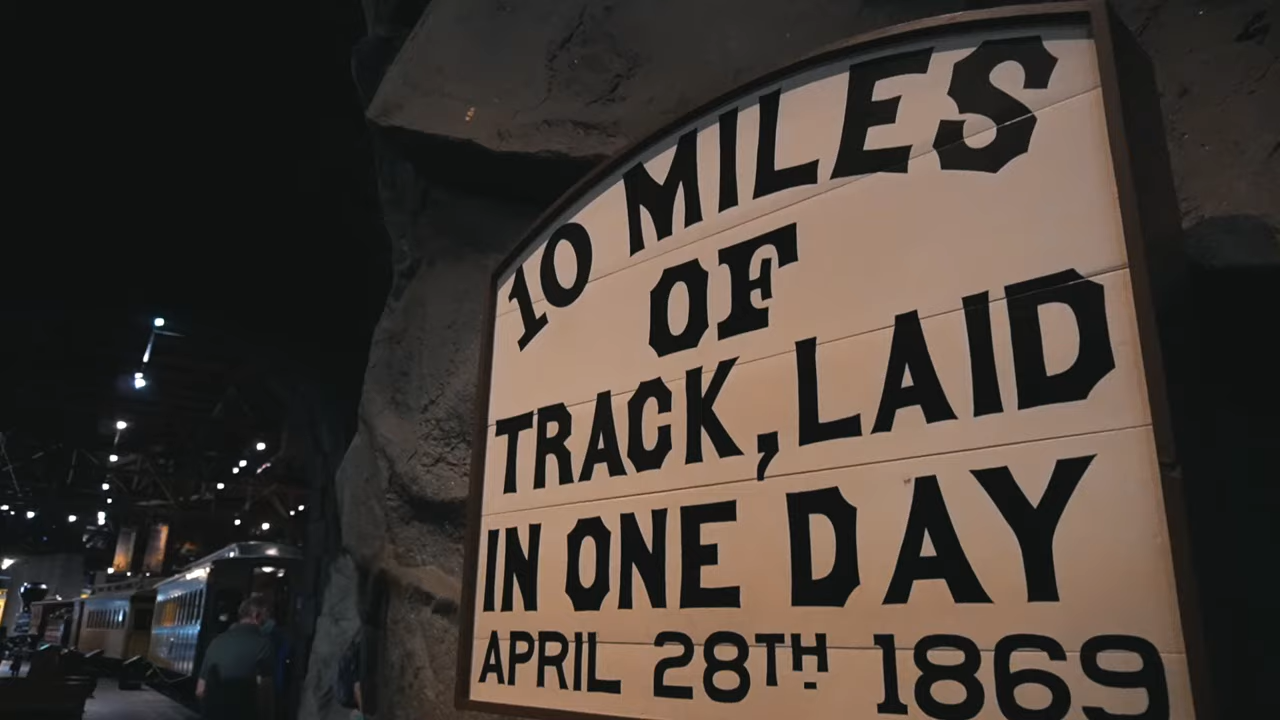 10 MILES
OF
TRACK, LAID
IN ONE DAY
APRIL 28TH 1869